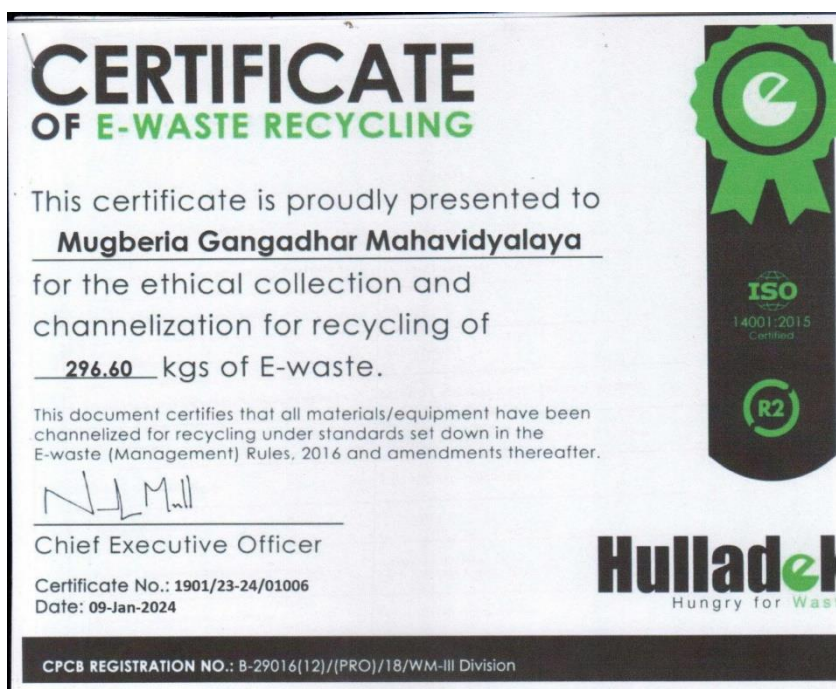 CERTIFICATE
OF E-WASTE RECYCLING
This certificate is proudly presented to
Mugberia Gangadhar Mahavidyalaya
for the ethical collection and
channelization for recycling of
296.60 kgs of E-waste.
This document certifies that all materials/equipment have been
channelized for recycling under standards set down in the
E-waste (Management) Rules, 2016 and amendments thereafter.
Chief Executive Officer
Certificate No.: 1901/23-24/01006
Date: 09-Jan-2024
CPCB REGISTRATION NO.: B-29016(12)/(PRO)/18/WM-III Division
e
ISO
14001:2015
Certified
R2
Hullade
Hungry for Wast